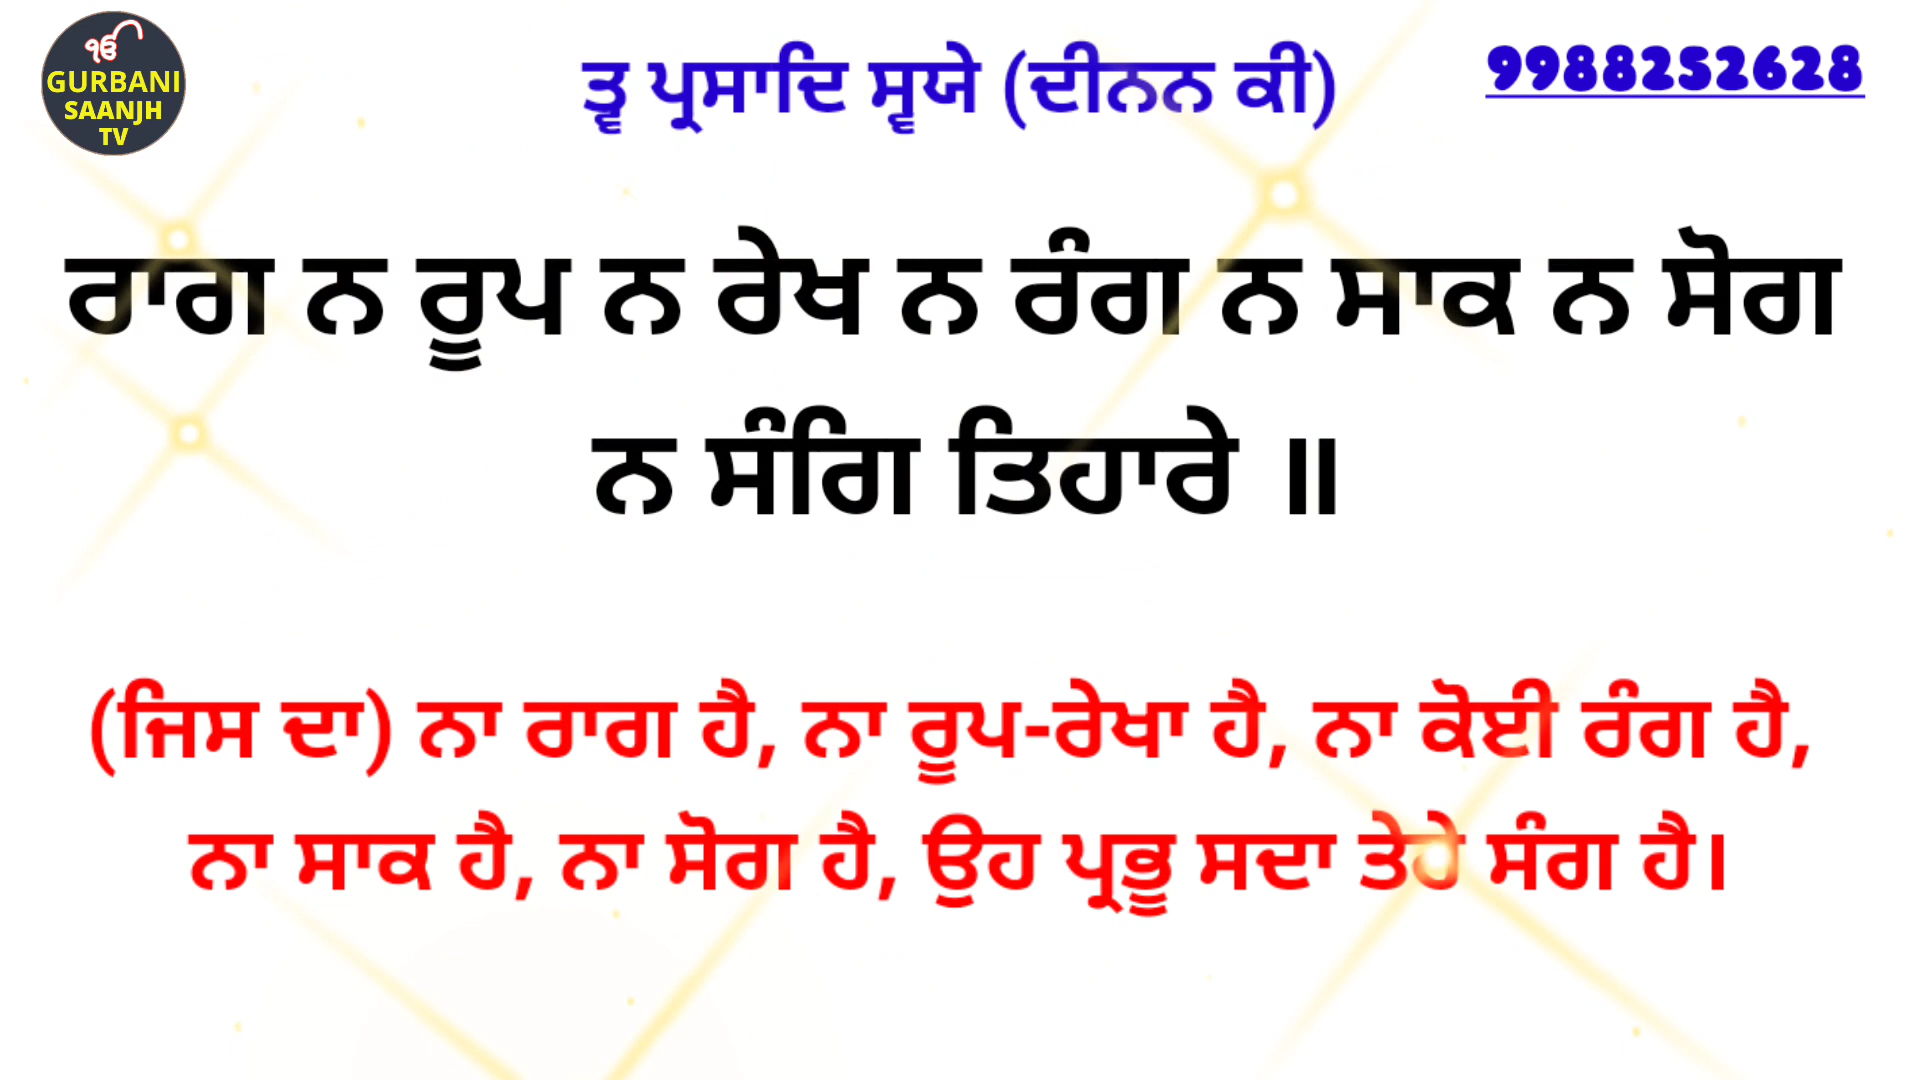 ੴ
GURBANI
SAANJH
TV
ਤ੍ਵ ਪ੍ਰਸਾਦਿ ਸ੍ਵਯੇ (ਦੀਨਨ ਕੀ)
9988252628
ਰਾਗ ਨ ਰੂਪ ਨ ਰੇਖ ਨ ਰੰਗ ਨ ਸਾਕ ਨ ਸੋਗ
ਨ ਸੰਗਿ ਤਿਹਾਰੇ ॥
(ਜਿਸ ਦਾ) ਨਾ ਰਾਗ ਹੈ, ਨਾ ਰੂਪ-ਰੇਖਾ ਹੈ, ਨਾ ਕੋਈ ਰੰਗ ਹੈ,
ਨਾ ਸਾਕ ਹੈ, ਨਾ ਸੋਗ ਹੈ, ਉਹ ਪ੍ਰਭੂ ਸਦਾ ਤੇਰੇ ਸੰਗ ਹੈ।